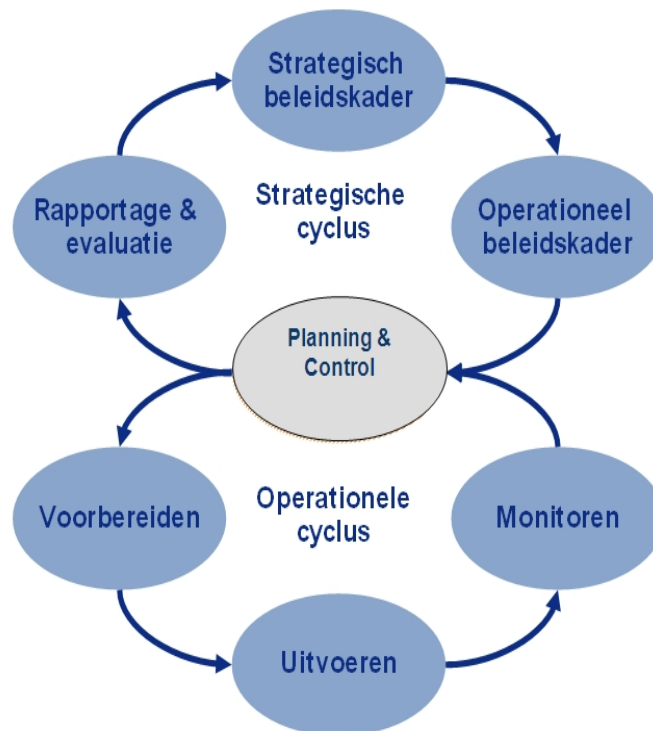 Strategisch
beleidskader
Strategische
cyclus
Rapportage &
evaluatie
Operationeel
beleidskader
Planning &
Control
Voorbereiden
Operationele
cyclus
Monitoren
Uitvoeren